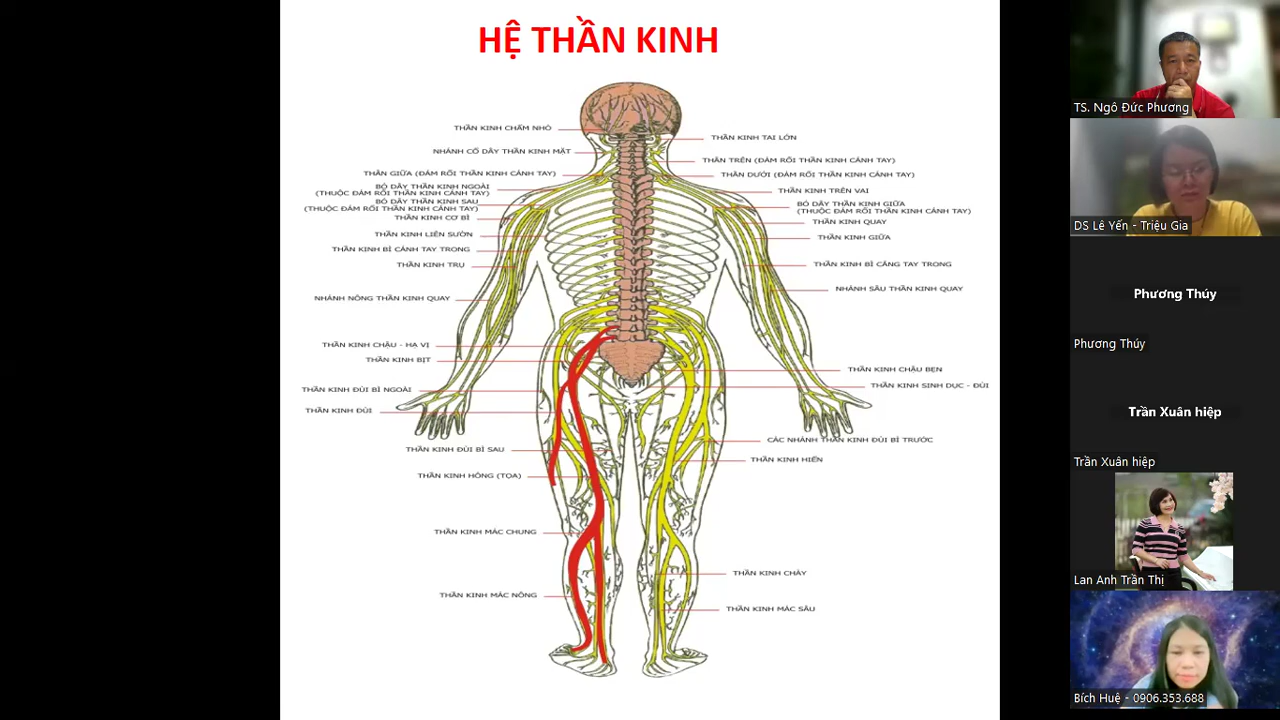 HỆ THẦN KINH
THẦN KINH CHẨM NHỎ
NHÁNH CỔ DÂY THẦN KINH MẶT
THÂN GIỮA (ĐÁM RỐI THẦN KINH CÁNH TAY)
BÓ DÂY THẦN KINH NGOÀI
(THUỘC ĐÁM RỐI THẦN KINH CÁNH TAY)
BÓ DÂY THẦN KINH SAU
(THUỘC ĐÁM RỐI THẦN KINH CÁNH TAY)
THẦN KINH CƠ BÌ
THẦN KINH LIÊN SƯỜN
THẦN KINH BÌ CÁNH TAY TRONG
THẦN KINH TRỤ
NHÁNH NÔNG THẦN KINH QUAY
THẦN KINH CHẬU - HẠ VỊ
THẦN KINH BỊT
THẦN KINH ĐÙI BÌ NGOÀI
THẦN KINH ĐÙI
THẦN KINH ĐÙI BÌ SAU
THẦN KINH HÔNG (TỌA)
THẦN KINH MÁC CHUNG
THẦN KINH MÁC NÔNG
THẦN KINH TAI LỚN
THÂN TRÊN (ĐÁM RỐI THẦN KINH CÁNH TAY)
THÂN DƯỚI (ĐÁM RỐI THẦN KINH CÁNH TAY)
THẦN KINH TRÊN VAI
BÓ DÂY THẦN KINH GIỮA
(THUỘC ĐÁM RỐI THẦN KINH CÁNH TAY)
THẦN KINH QUAY
THẦN KINH GIỮA
THẦN KINH BÌ CẲNG TAY TRONG
NHÁNH SÂU THẦN KINH QUAY
THẦN KINH CHẬU BẸN
THẦN KINH SINH DỤC - ĐÙI
CÁC NHÁNH THẦN KINH ĐÙI BÌ TRƯỚC
THẦN KINH HIỂN
THẦN KINH CHÀY
THẦN KINH MÁC SÂU
TS. Ngô Đức Phương
DS Lê Yến - Triệu Gia
Phương Thúy
Phương Thúy
Trần Xuân hiệp
Trần Xuân hiệp
Lan Anh Trần Thị
Bích Huệ - 0906.353.688